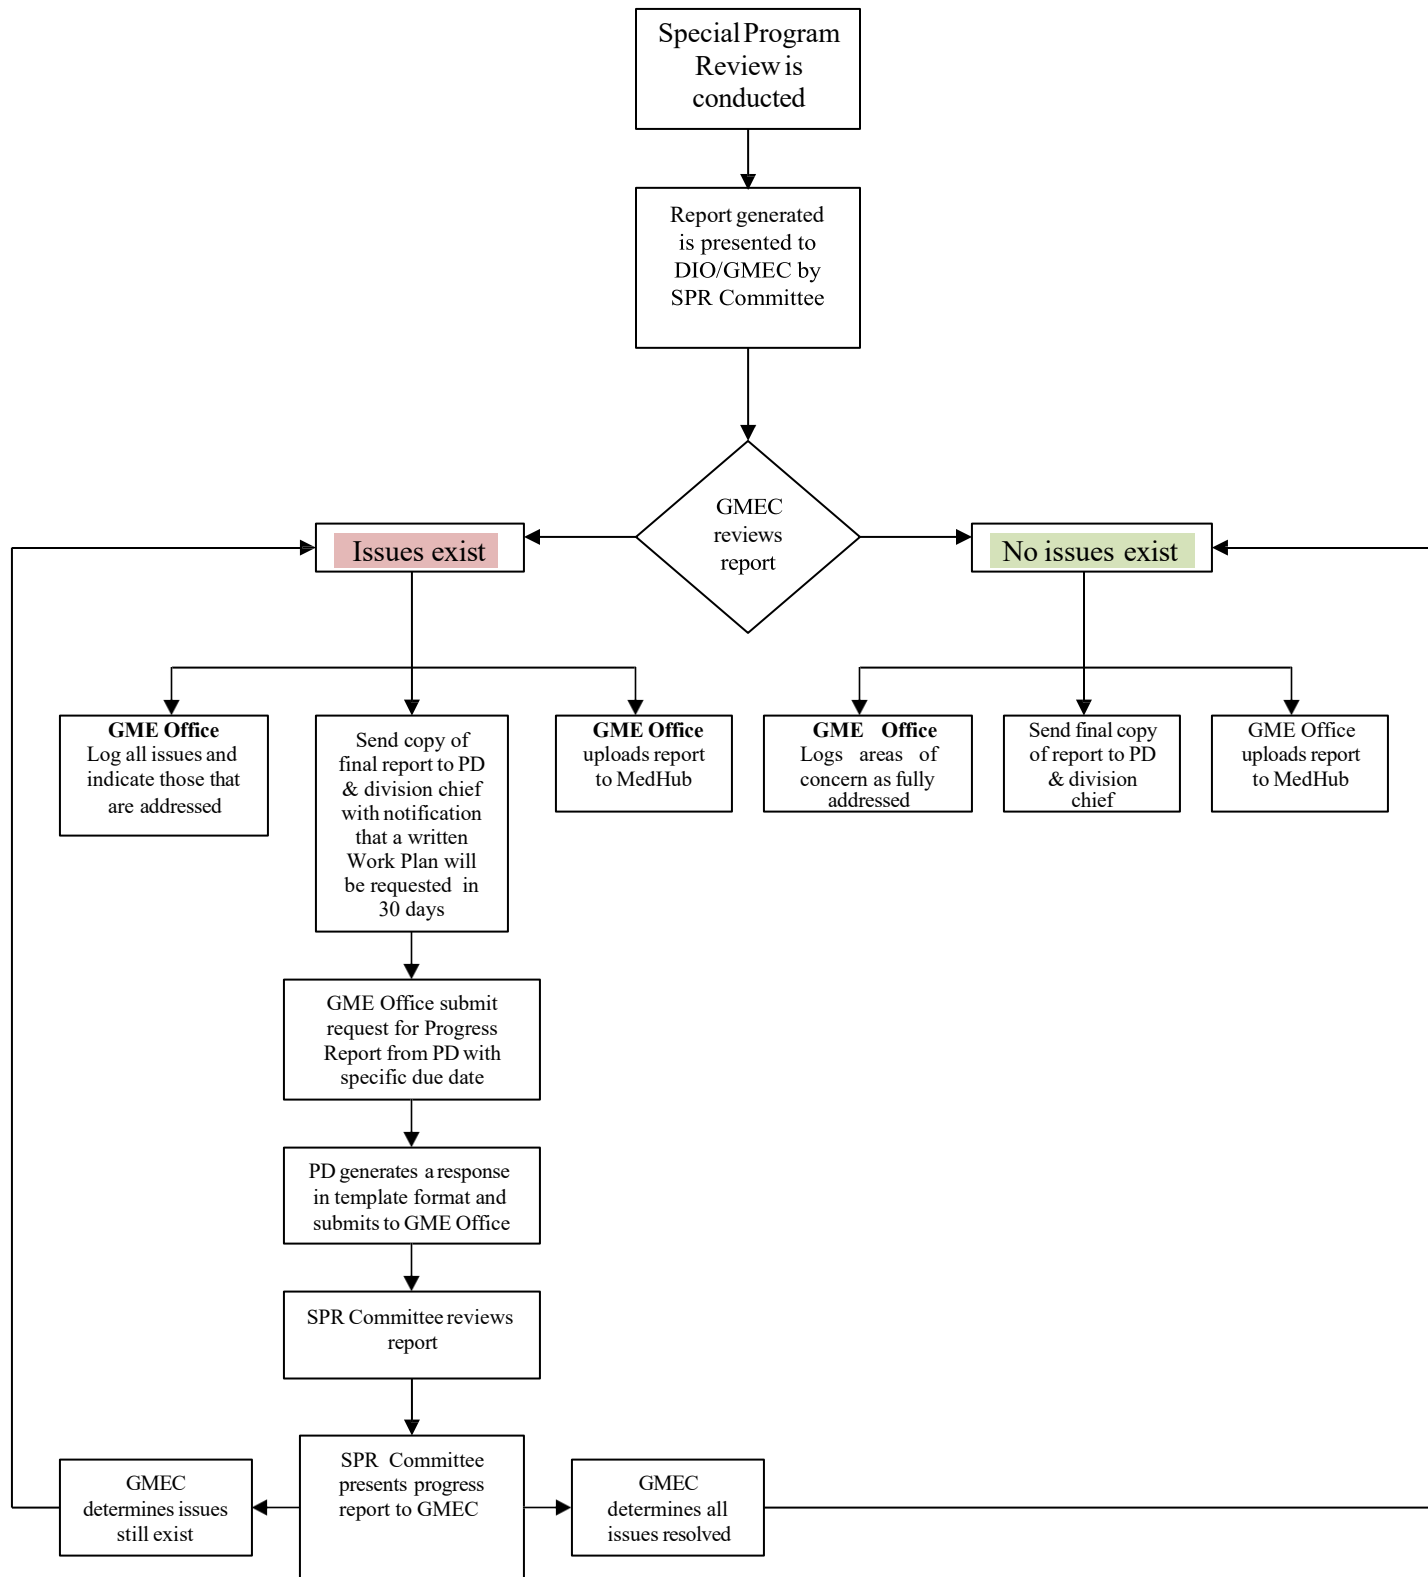 Special Program
Review is
conducted
Report generated
is presented to
DIO/GMEC by
SPR Committee
GMEC
reviews
report
Issues exist
No issues exist
GME Office
Log all issues and
indicate those that
are addressed
Send copy of
final report to PD
& division chief
with notification
that a written
Work Plan will
be requested in
30 days
GME Office
uploads report
to MedHub
GME Office
Logs areas of
concern as fully
addressed
Send final copy
of report to PD
& division
chief
GME Office
uploads report
to MedHub
GME Office submit
request for Progress
Report from PD with
specific due date
PD generates a response
in template format and
submits to GME Office
SPR Committee reviews
report
GMEC
determines issues
still exist
SPR Committee
presents progress
report to GMEC
GMEC
determines all
issues resolved